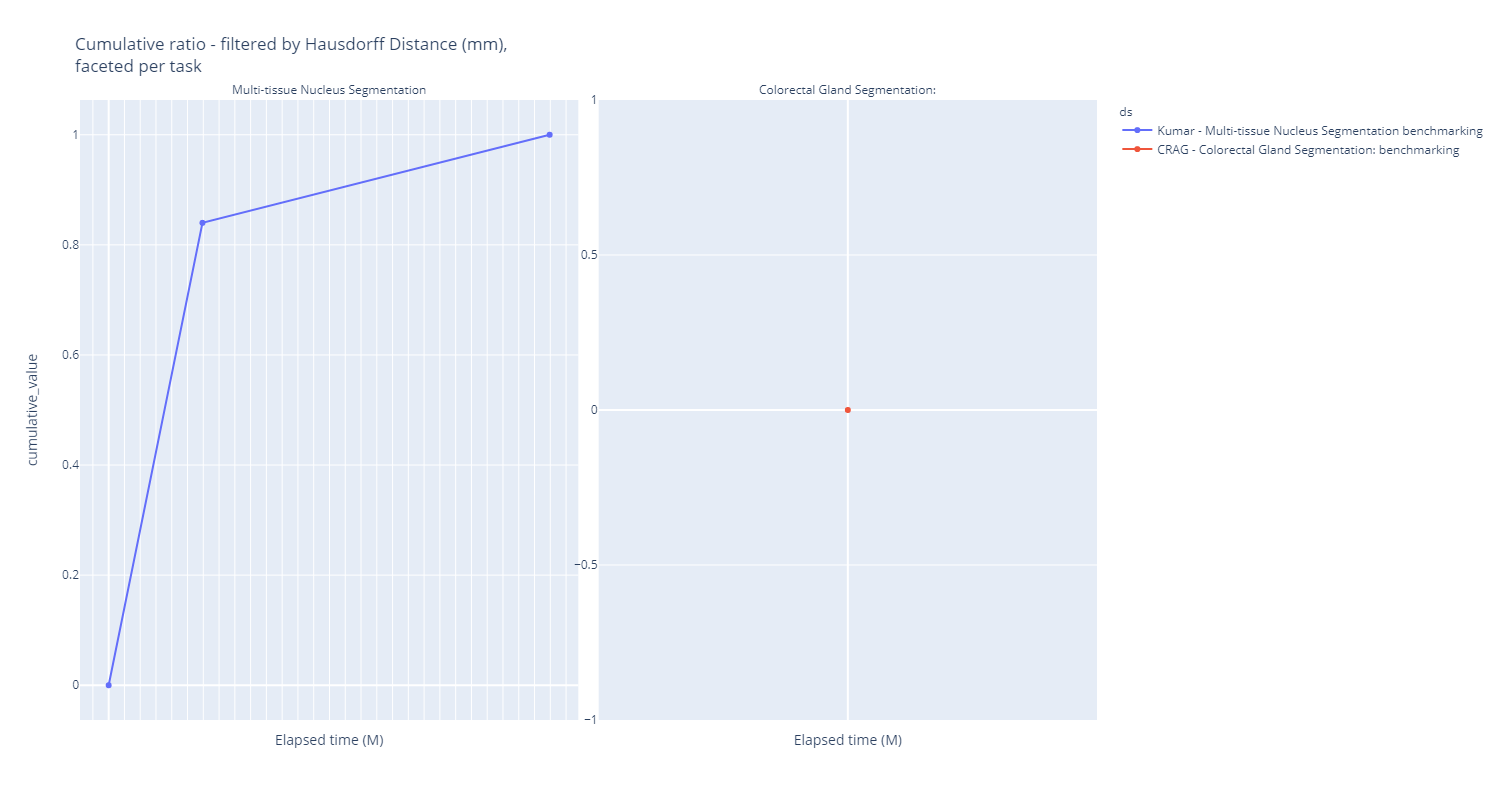 Cumulative ratio - filtered by Hausdorff Distance (mm),
faceted per task
Multi-tissue Nucleus Segmentation
Colorectal Gland Segmentation:
ds
Kumar - Multi-tissue Nucleus Segmentation benchmarking
CRAG - Colorectal Gland Segmentation: benchmarking
cumulative_value
1
0.8
0.6
0.4
0.2
0
1
0.5
0
−0.5
−1
Elapsed time (M)
Elapsed time (M)